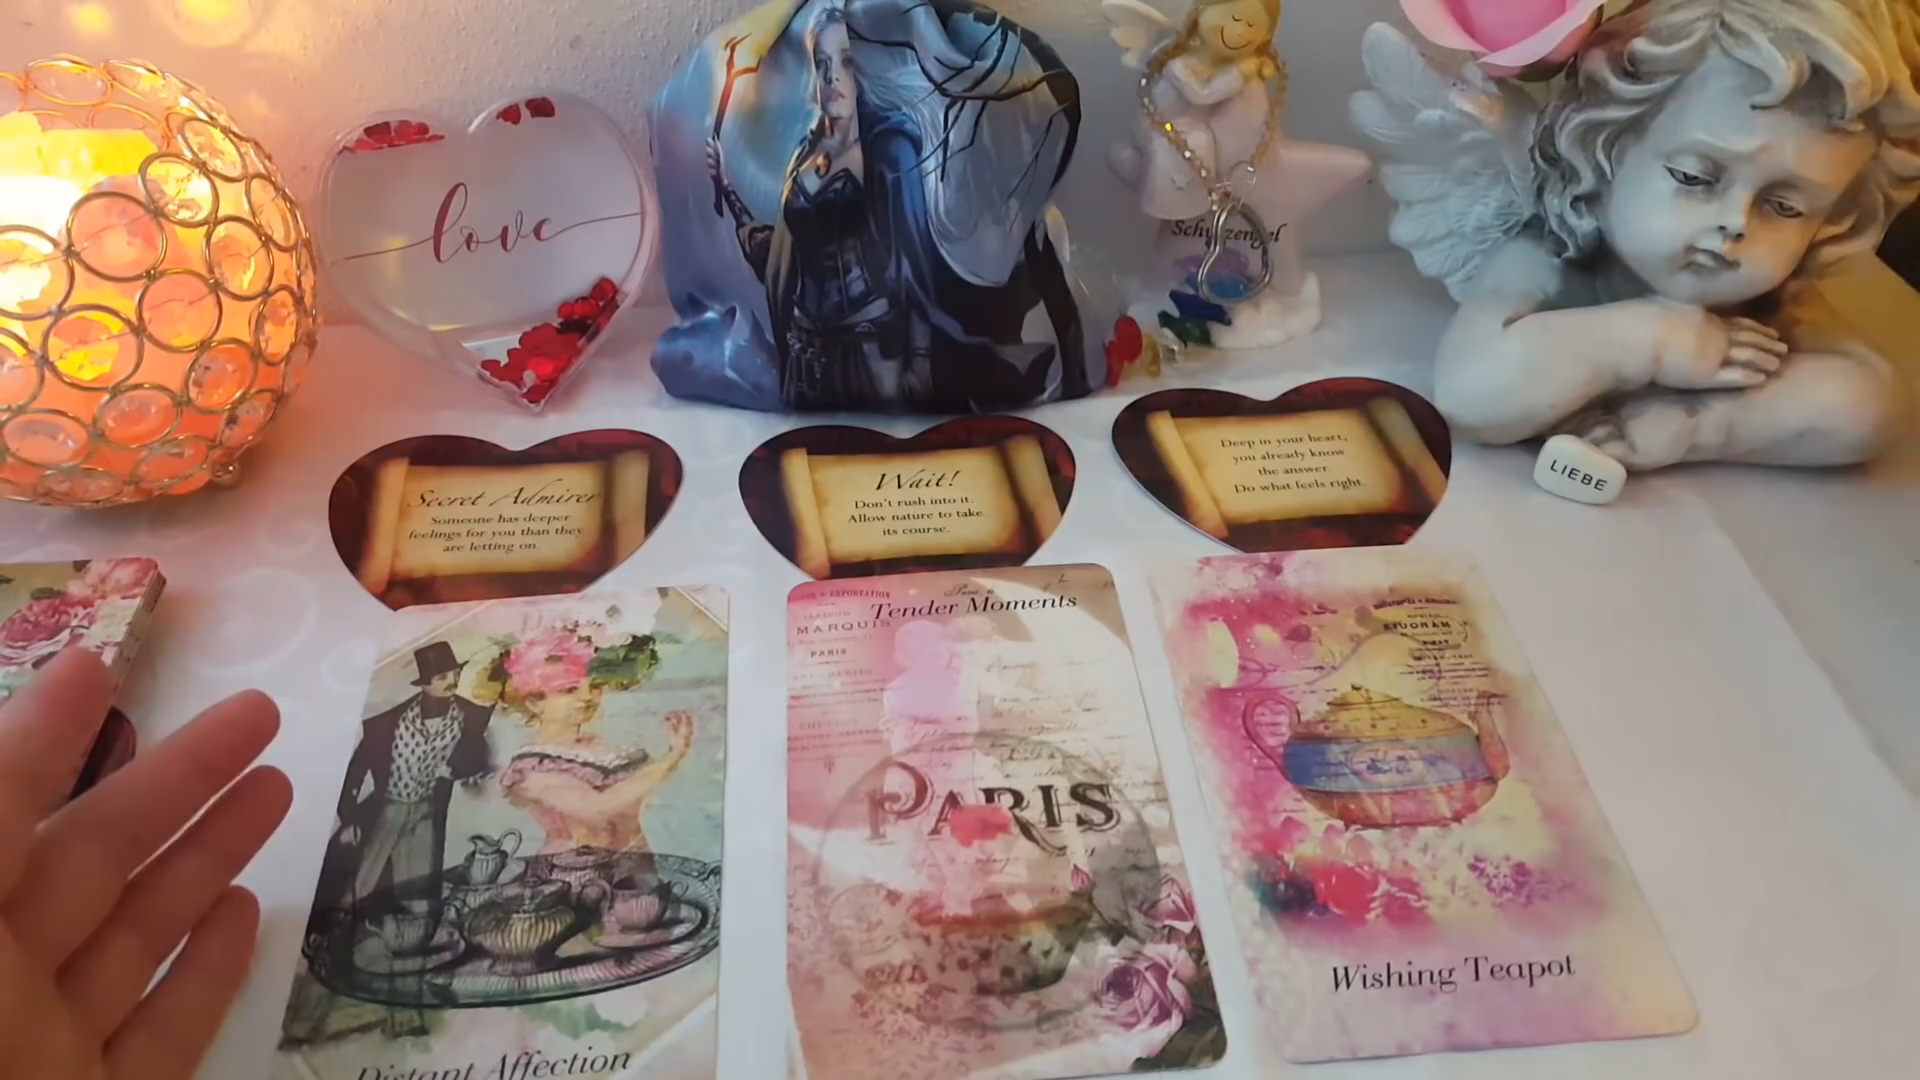 love
Schutzengel
LIEBE
Secret Admirer
Someone has deeper
feelings for you than they
are letting on.
Wait!
Don't rush into it.
Allow nature to take
its course.
Deep in your heart,
you already know
the answer.
Do what feels right.
Distant Affection
EXPORTATION
Tender Moments
MARQUIS
PARIS
PARIS
Wishing Teapot